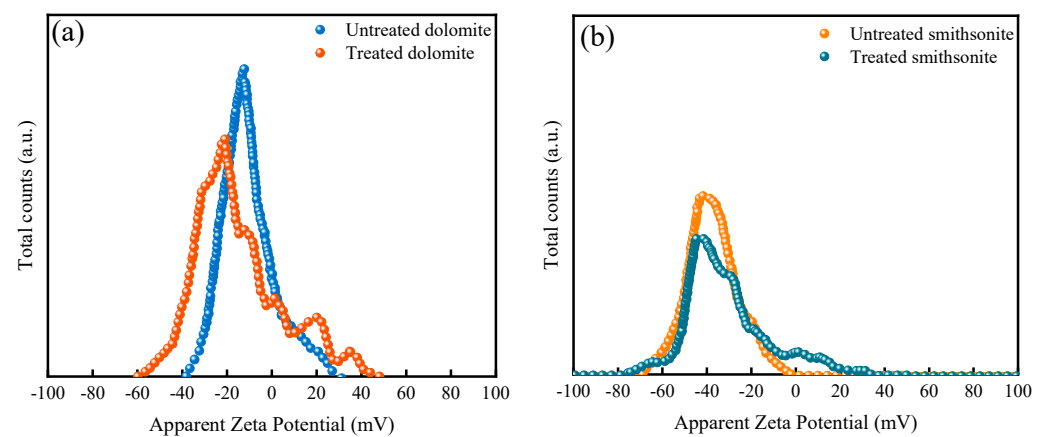 (a)
Untreated dolomite
Treated dolomite
Total counts (a.u.)
-100 -80 -60 -40 -20 0 20 40 60 80 100
Apparent Zeta Potential (mV)
(b)
Untreated smithsonite
Treated smithsonite
Total counts (a.u.)
-100 -80 -60 -40 -20 0 20 40 60 80 100
Apparent Zeta Potential (mV)